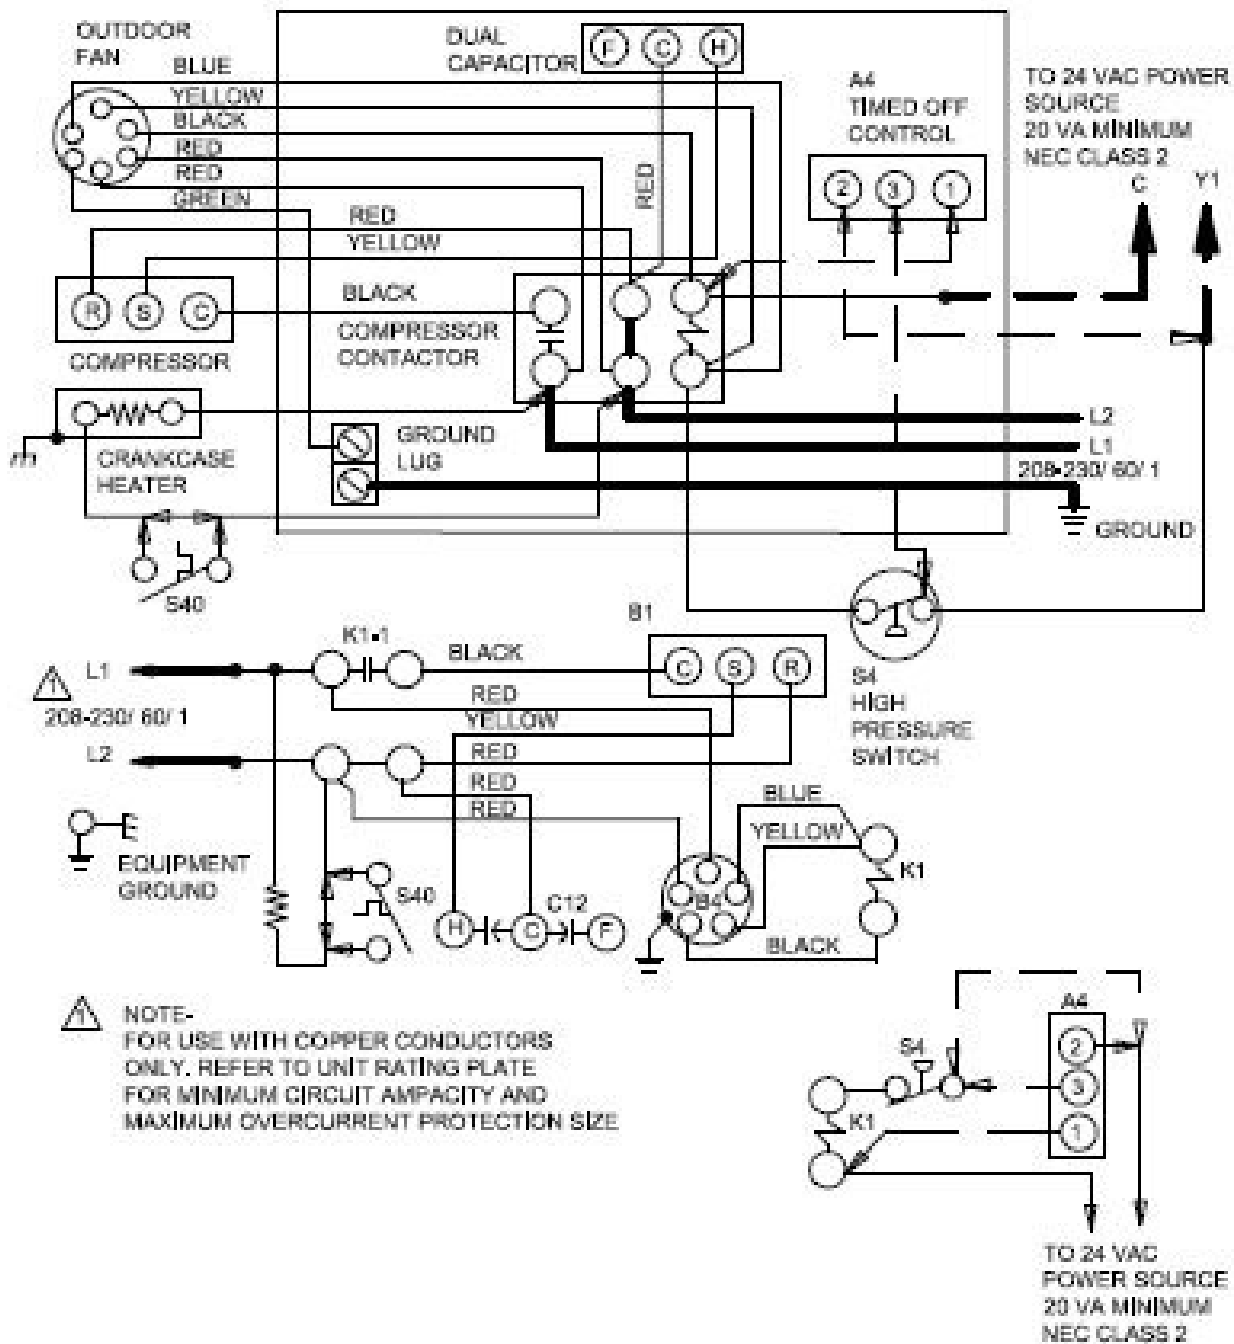 OUTDOOR
FAN
BLUE
YELLOW
BLACK
RED
RED
GREEN
DUAL
CAPACITOR
F C H
RED
A4
TIMED OFF
CONTROL
2 3 1
TO 24 VAC POWER
SOURCE
20 VA MINIMUM
NEC CLASS 2
C Y1
RED
YELLOW
R S C
COMPRESSOR
BLACK
COMPRESSOR
CONTACTOR
CRANKCASE
HEATER
GROUND
LUG
L2
L1
208-230/ 60/ 1
GROUND
S40
S4
HIGH
PRESSURE
SWITCH
B1
C S R
K1-1
BLACK
1 L1
208-230/ 60/ 1
L2
RED
YELLOW
RED
RED
RED
EQUIPMENT
GROUND
S40
C12
H C F
BLUE
YELLOW
B4
BLACK
K1
1 NOTE-
FOR USE WITH COPPER CONDUCTORS
ONLY. REFER TO UNIT RATING PLATE
FOR MINIMUM CIRCUIT AMPACITY AND
MAXIMUM OVERCURRENT PROTECTION SIZE
A4
2
3
1
S4
K1
TO 24 VAC
POWER SOURCE
20 VA MINIMUM
NEC CLASS 2